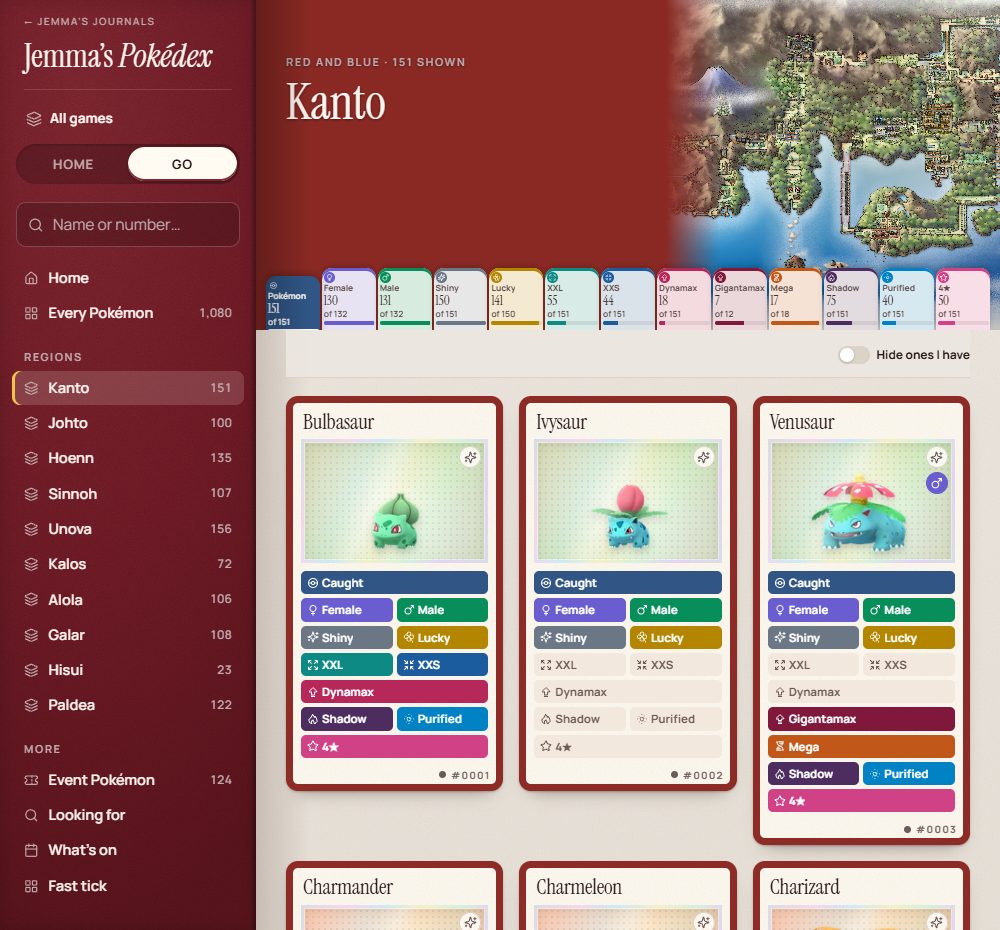 ← JEMMA'S JOURNALS
Jemma's Pokédex
All games
HOME GO
Name or number...
Home
Every Pokémon 1,080
REGIONS
Kanto 151
Johto 100
Hoenn 135
Sinnoh 107
Unova 156
Kalos 72
Alola 106
Galar 108
Hisui 23
Paldea 122
MORE
Event Pokémon 124
Looking for
What's on
Fast tick
RED AND BLUE · 151 SHOWN
Kanto
Pokémon
151
of 151
Female
130
of 132
Male
131
of 132
Shiny
150
of 151
Lucky
141
of 150
XXL
55
of 151
XXS
44
of 151
Dynamax
18
of 151
Gigantamax
7
of 12
Mega
17
of 18
Shadow
75
of 151
Purified
40
of 151
4★
50
of 151
Hide ones I have
Bulbasaur
Caught
Female Male
Shiny Lucky
XXL XXS
Dynamax
Shadow Purified
4★
#0001
Ivysaur
Caught
Female Male
Shiny Lucky
XXL XXS
Dynamax
Shadow Purified
4★
#0002
Venusaur
Caught
Female Male
Shiny Lucky
XXL XXS
Dynamax
Gigantamax
Mega
Shadow Purified
4★
#0003
Charmander
Charmeleon
Charizard